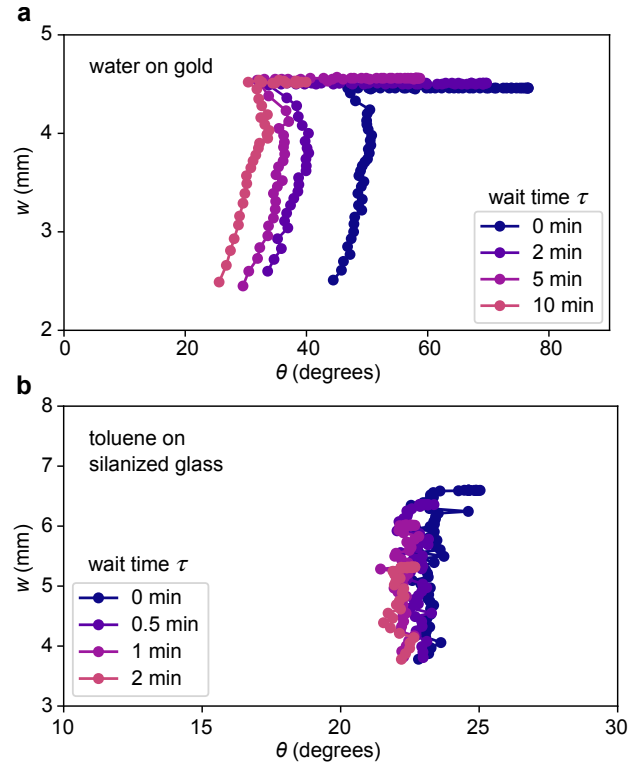 a
5
4
3
2
w (mm)
water on gold
wait time τ
0 min
2 min
5 min
10 min
0 20 40 60 80
θ (degrees)
b
8
7
6
5
4
3
w (mm)
toluene on
silanized glass
wait time τ
0 min
0.5 min
1 min
2 min
10 15 20 25 30
θ (degrees)